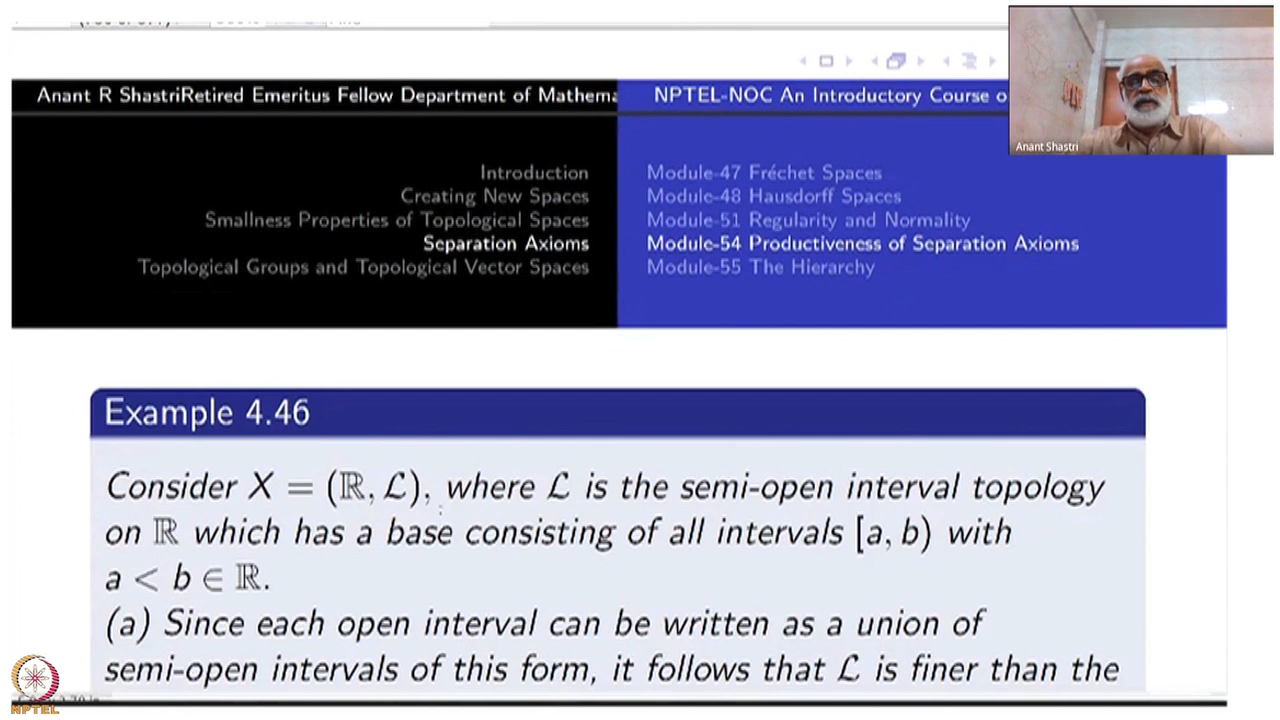 Anant R ShastriRetired Emeritus Fellow Department of Mathema
NPTEL-NOC An Introductory Course o
Anant Shastri
Introduction
Creating New Spaces
Smallness Properties of Topological Spaces
Separation Axioms
Topological Groups and Topological Vector Spaces
Module-47 Fréchet Spaces
Module-48 Hausdorff Spaces
Module-51 Regularity and Normality
Module-54 Productiveness of Separation Axioms
Module-55 The Hierarchy
Example 4.46
Consider X = (ℝ, ℒ), where ℒ is the semi-open interval topology
on ℝ which has a base consisting of all intervals [a, b) with
a < b ∈ ℝ.
(a) Since each open interval can be written as a union of
semi-open intervals of this form, it follows that ℒ is finer than the
NPTEL